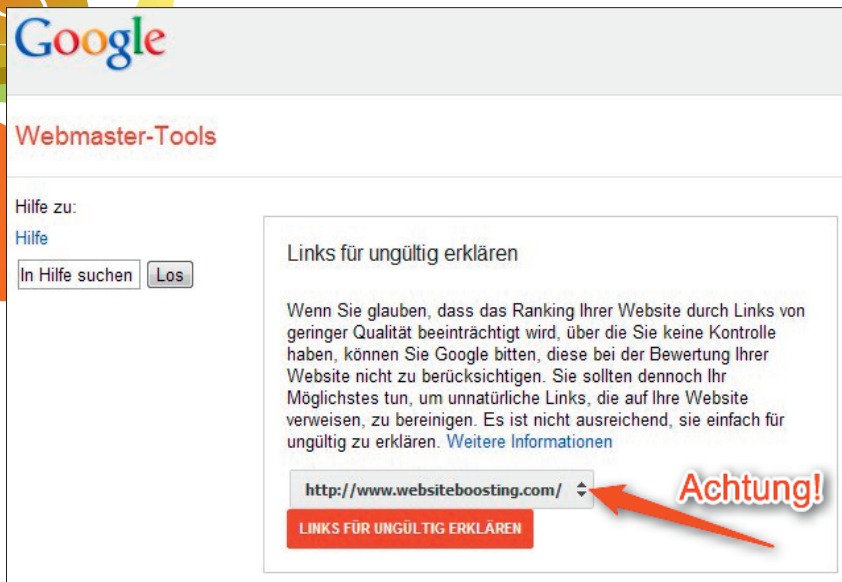 Google
Webmaster-Tools
Hilfe zu:
Hilfe
In Hilfe suchen Los
Links für ungültig erklären
Wenn Sie glauben, dass das Ranking Ihrer Website durch Links von
geringer Qualität beeinträchtigt wird, über die Sie keine Kontrolle
haben, können Sie Google bitten, diese bei der Bewertung Ihrer
Website nicht zu berücksichtigen. Sie sollten dennoch Ihr
Möglichstes tun, um unnatürliche Links, die auf Ihre Website
verweisen, zu bereinigen. Es ist nicht ausreichend, sie einfach für
ungültig zu erklären. Weitere Informationen
http://www.websiteboosting.com/
Achtung!
LINKS FÜR UNGÜLTIG ERKLÄREN